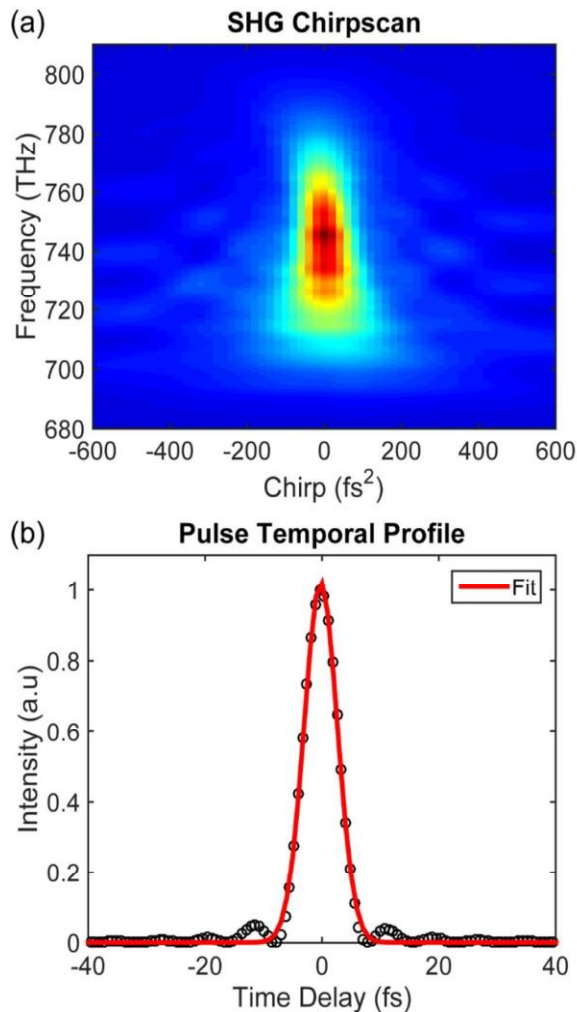 (a)
SHG Chirpscan
Frequency (THz)
800
780
760
740
720
700
680
-600
-400
-200
0
200
400
600
Chirp (fs²)
(b)
Pulse Temporal Profile
Intensity (a.u)
1
0.8
0.6
0.4
0.2
0
Fit
-40
-20
0
20
40
Time Delay (fs)